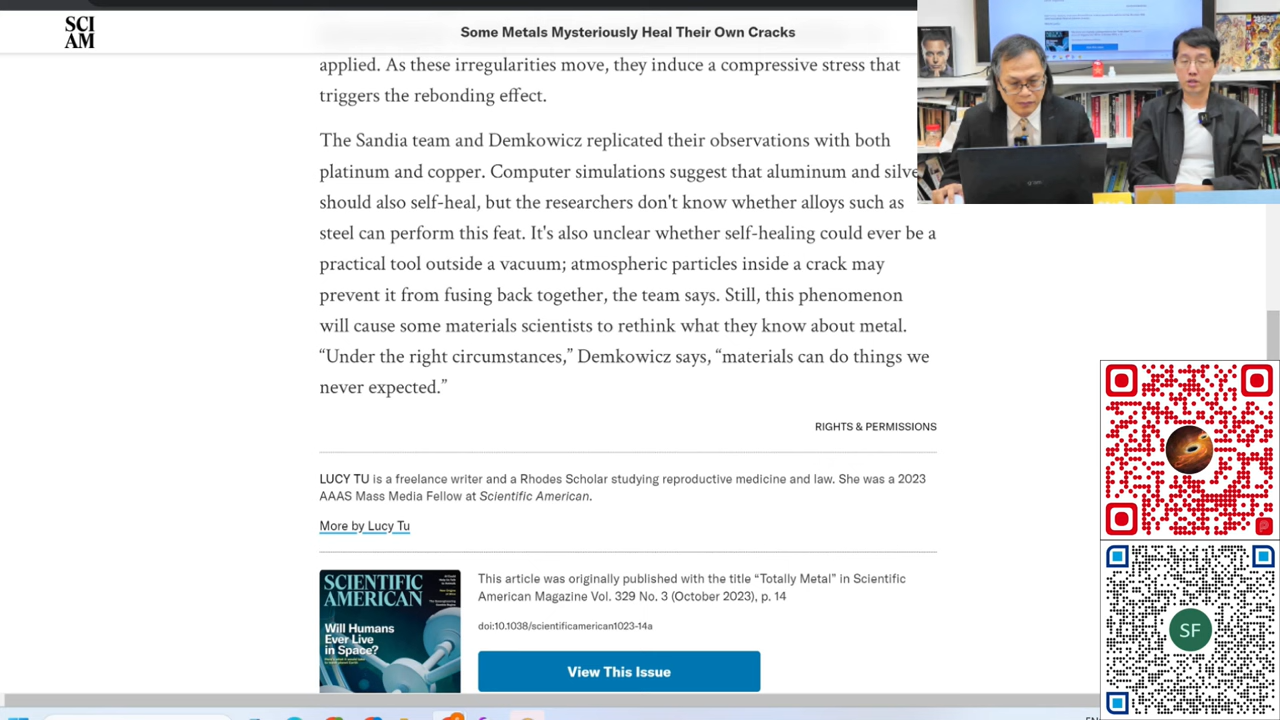 SCI
AM
Some Metals Mysteriously Heal Their Own Cracks
applied. As these irregularities move, they induce a compressive stress that
triggers the rebonding effect.
The Sandia team and Demkowicz replicated their observations with both
platinum and copper. Computer simulations suggest that aluminum and silve
should also self-heal, but the researchers don't know whether alloys such as
steel can perform this feat. It's also unclear whether self-healing could ever be a
practical tool outside a vacuum; atmospheric particles inside a crack may
prevent it from fusing back together, the team says. Still, this phenomenon
will cause some materials scientists to rethink what they know about metal.
“Under the right circumstances,” Demkowicz says, “materials can do things we
never expected.”
RIGHTS & PERMISSIONS
LUCY TU is a freelance writer and a Rhodes Scholar studying reproductive medicine and law. She was a 2023
AAAS Mass Media Fellow at Scientific American.
More by Lucy Tu
SCIENTIFIC
AMERICAN
Will Humans
Ever Live
in Space?
This article was originally published with the title “Totally Metal” in Scientific
American Magazine Vol. 329 No. 3 (October 2023), p. 14
doi:10.1038/scientificamerican1023-14a
View This Issue
SF